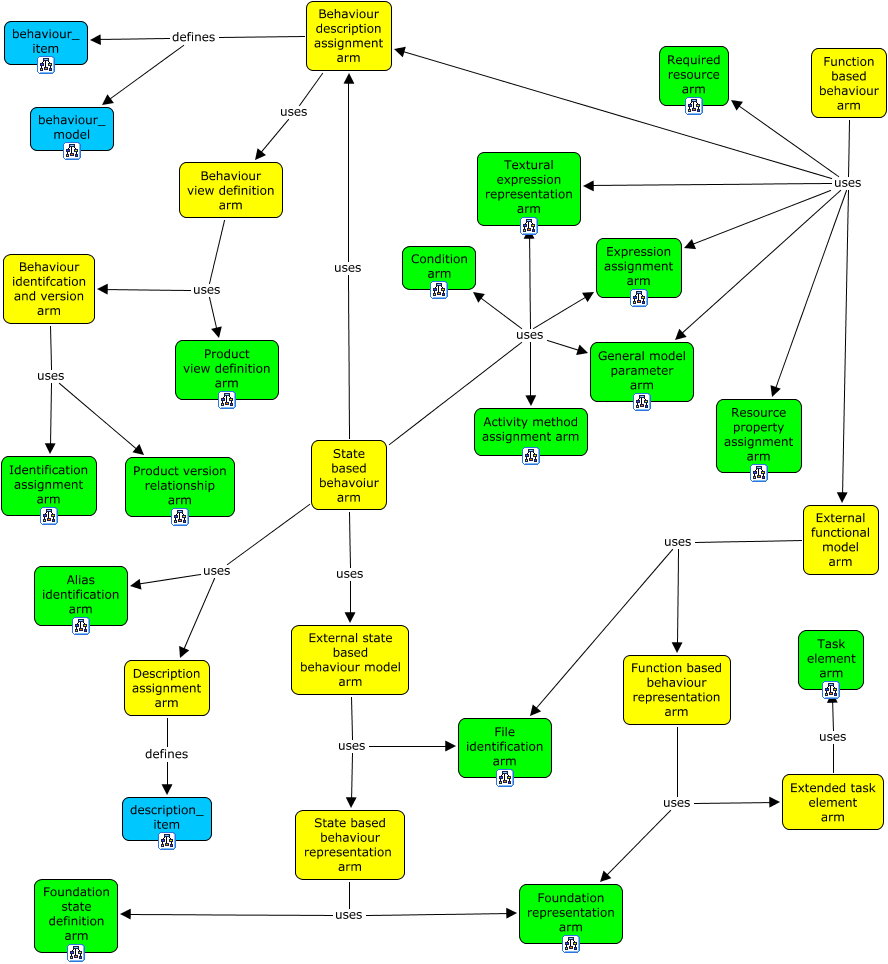 Behaviour
description
assignment
arm
behaviour_
item
defines
behaviour_
model
uses
Required
resource
arm
Function
based
behaviour
arm
Behaviour
view definition
arm
Textural
expression
representation
arm
uses
Condition
arm
Expression
assignment
arm
Behaviour
identifcation
and version
arm
uses
uses
uses
Product
view definition
arm
General model
parameter
arm
uses
Activity method
assignment arm
Resource
property
assignment
arm
Identification
assignment
arm
Product version
relationship
arm
State
based
behavoiur
arm
External
functional
model
arm
uses
uses
uses
Alias
identification
arm
External state
based
behaviour model
arm
Description
assignment
arm
Function based
behaviour
representation
arm
Task
element
arm
uses
defines
uses
File
identification
arm
description_
item
State based
behaviour
representation
arm
uses
Extended task
element
arm
Foundation
state
definition
arm
uses
Foundation
representation
arm